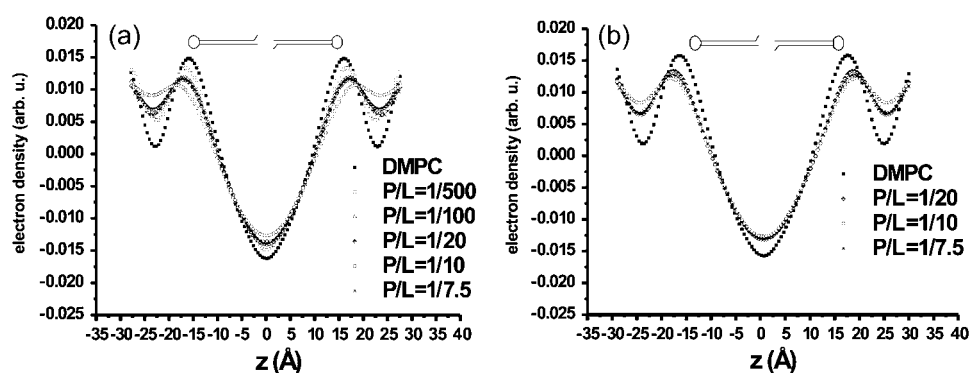 (a)
electron density (arb. u.)
0.020
0.015
0.010
0.005
0.000
-0.005
-0.010
-0.015
-0.020
-0.025
DMPC
P/L=1/500
P/L=1/100
P/L=1/20
P/L=1/10
P/L=1/7.5
-35-30-25-20-15-10 -5 0 5 10 15 20 25 30 35 40
z (Å)
(b)
electron density (arb. u.)
0.020
0.015
0.010
0.005
0.000
-0.005
-0.010
-0.015
-0.020
-0.025
DMPC
P/L=1/20
P/L=1/10
P/L=1/7.5
-35-30-25-20-15-10 -5 0 5 10 15 20 25 30 35 40
z (Å)